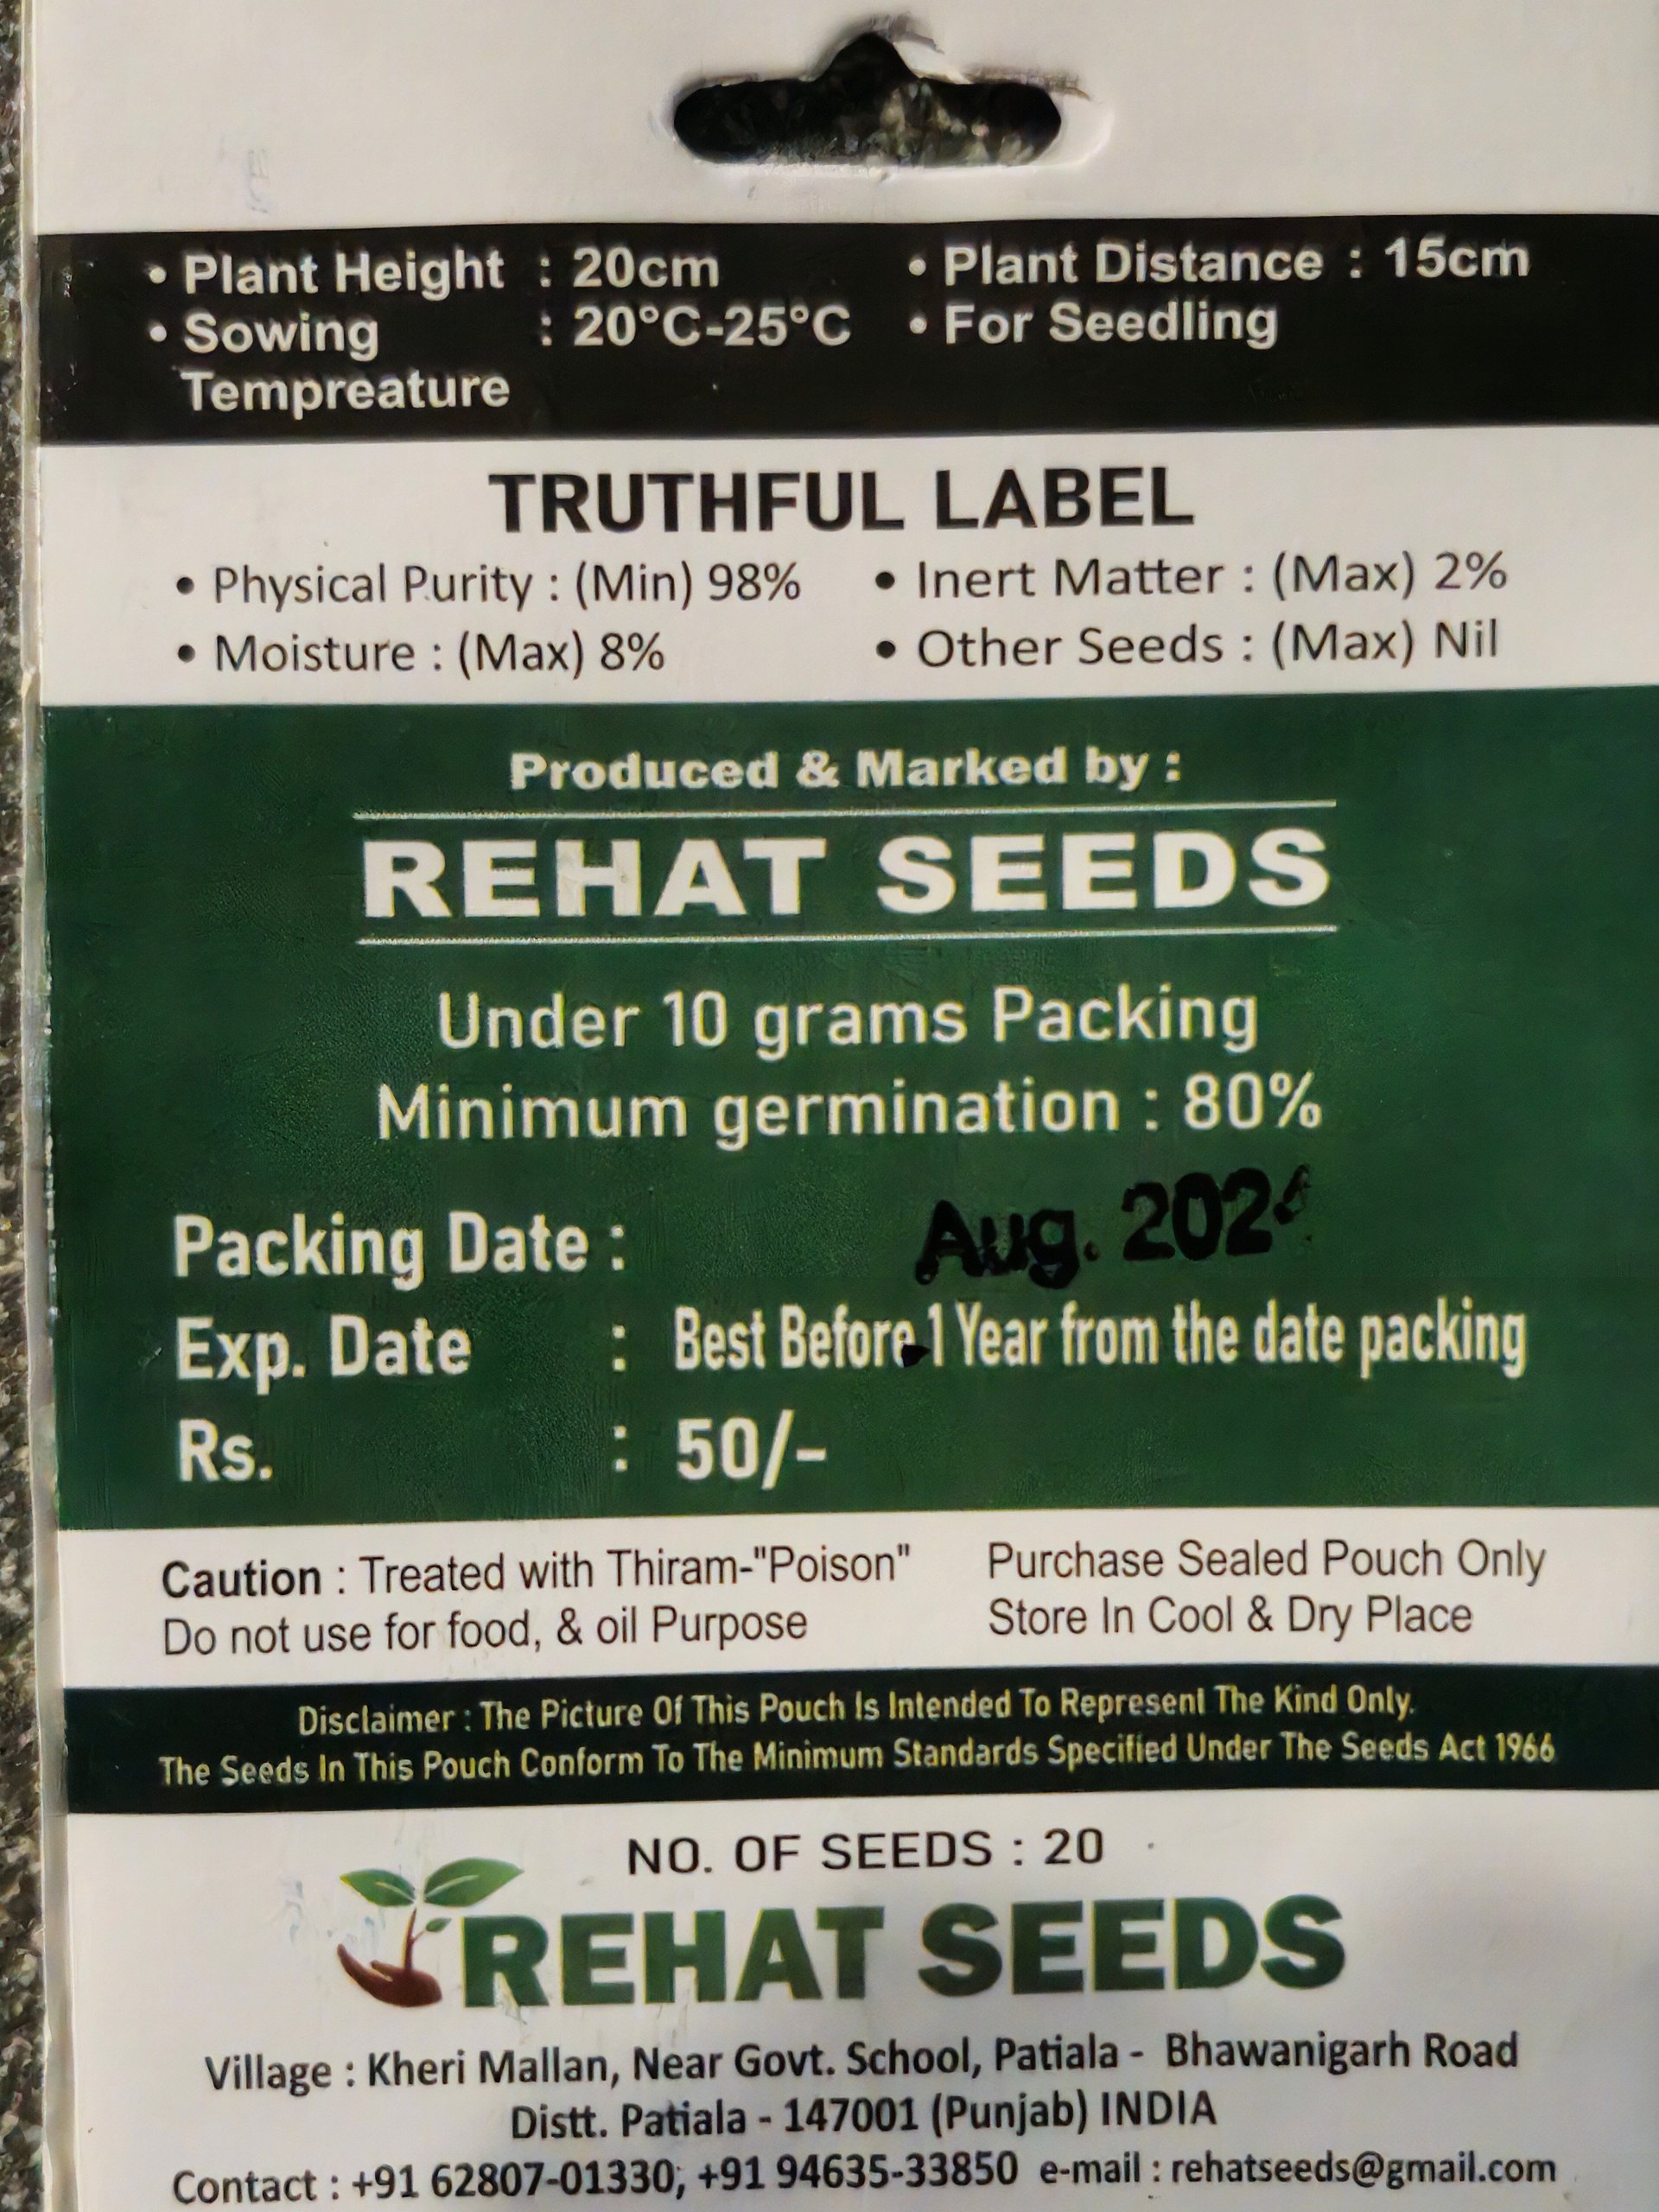 • Plant Height : 20cm • Plant Distance : 15cm
• Sowing : 20°C-25°C • For Seedling
Tempreature
TRUTHFUL LABEL
• Physical Purity : (Min) 98% • Inert Matter : (Max) 2%
• Moisture : (Max) 8% • Other Seeds : (Max) Nil
Produced & Marked by :
REHAT SEEDS
Under 10 grams Packing
Minimum germination : 80%
Packing Date : Aug.
Exp. Date : Best Before 1 Year from the date packing
Rs. : 50/-
Caution : Treated with Thiram-"Poison" Purchase Sealed Pouch Only
Do not use for food, & oil Purpose Store In Cool & Dry Place
Disclaimer : The Picture Of This Pouch Is Intended To Represent The Kind Only.
The Seeds In This Pouch Conform To The Minimum Standards Specified Under The Seeds Act 1966
NO. OF SEEDS : 20
REHAT SEEDS
Village : Kheri Mallan, Near Govt. School, Patiala - Bhawanigarh Road
Distt. Patiala - 147001 (Punjab) INDIA
Contact : +91 62807-01330, +91 94635-33850 e-mail : rehatseeds@gmail.com